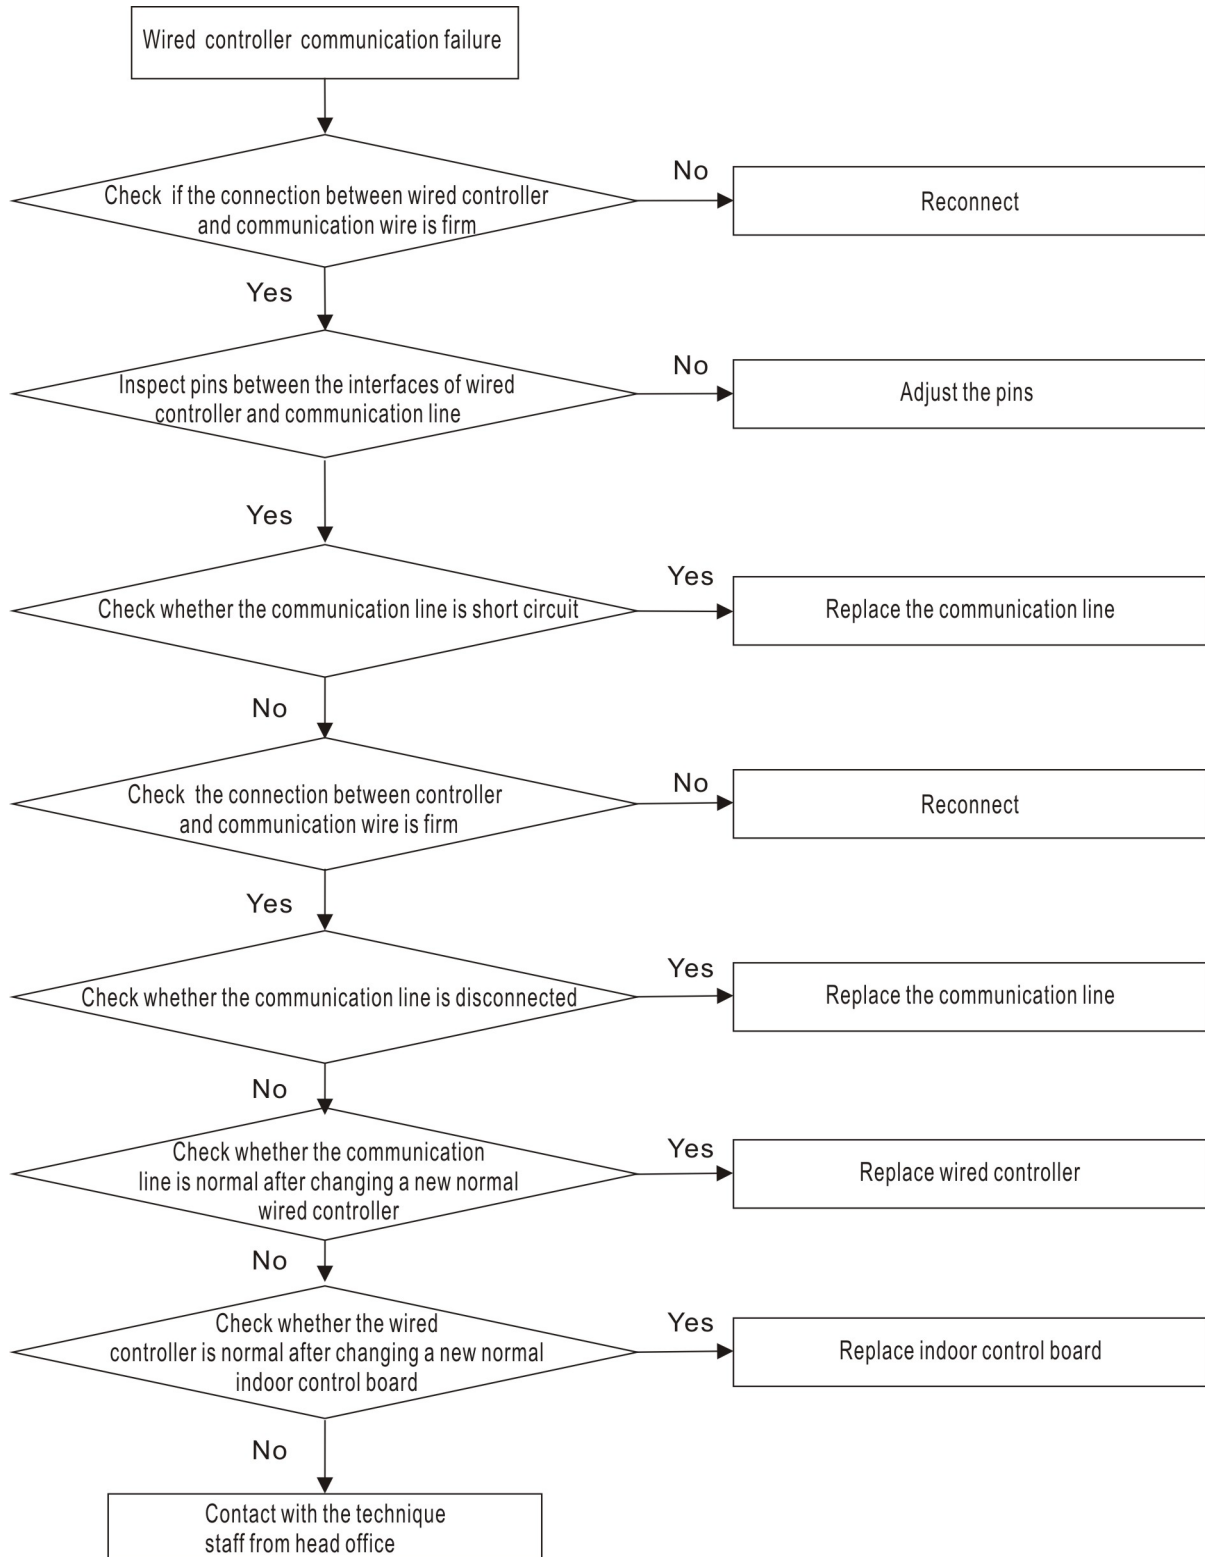 Wired controller communication failure
Check if the connection between wired controller
and communication wire is firm
No
Reconnect
Yes
Inspect pins between the interfaces of wired
controller and communication line
No
Adjust the pins
Yes
Check whether the communication line is short circuit
Yes
Replace the communication line
No
Check the connection between controller
and communication wire is firm
No
Reconnect
Yes
Check whether the communication line is disconnected
Yes
Replace the communication line
No
Check whether the communication
line is normal after changing a new normal
wired controller
Yes
Replace wired controller
No
Check whether the wired
controller is normal after changing a new normal
indoor control board
Yes
Replace indoor control board
No
Contact with the technique
staff from head office